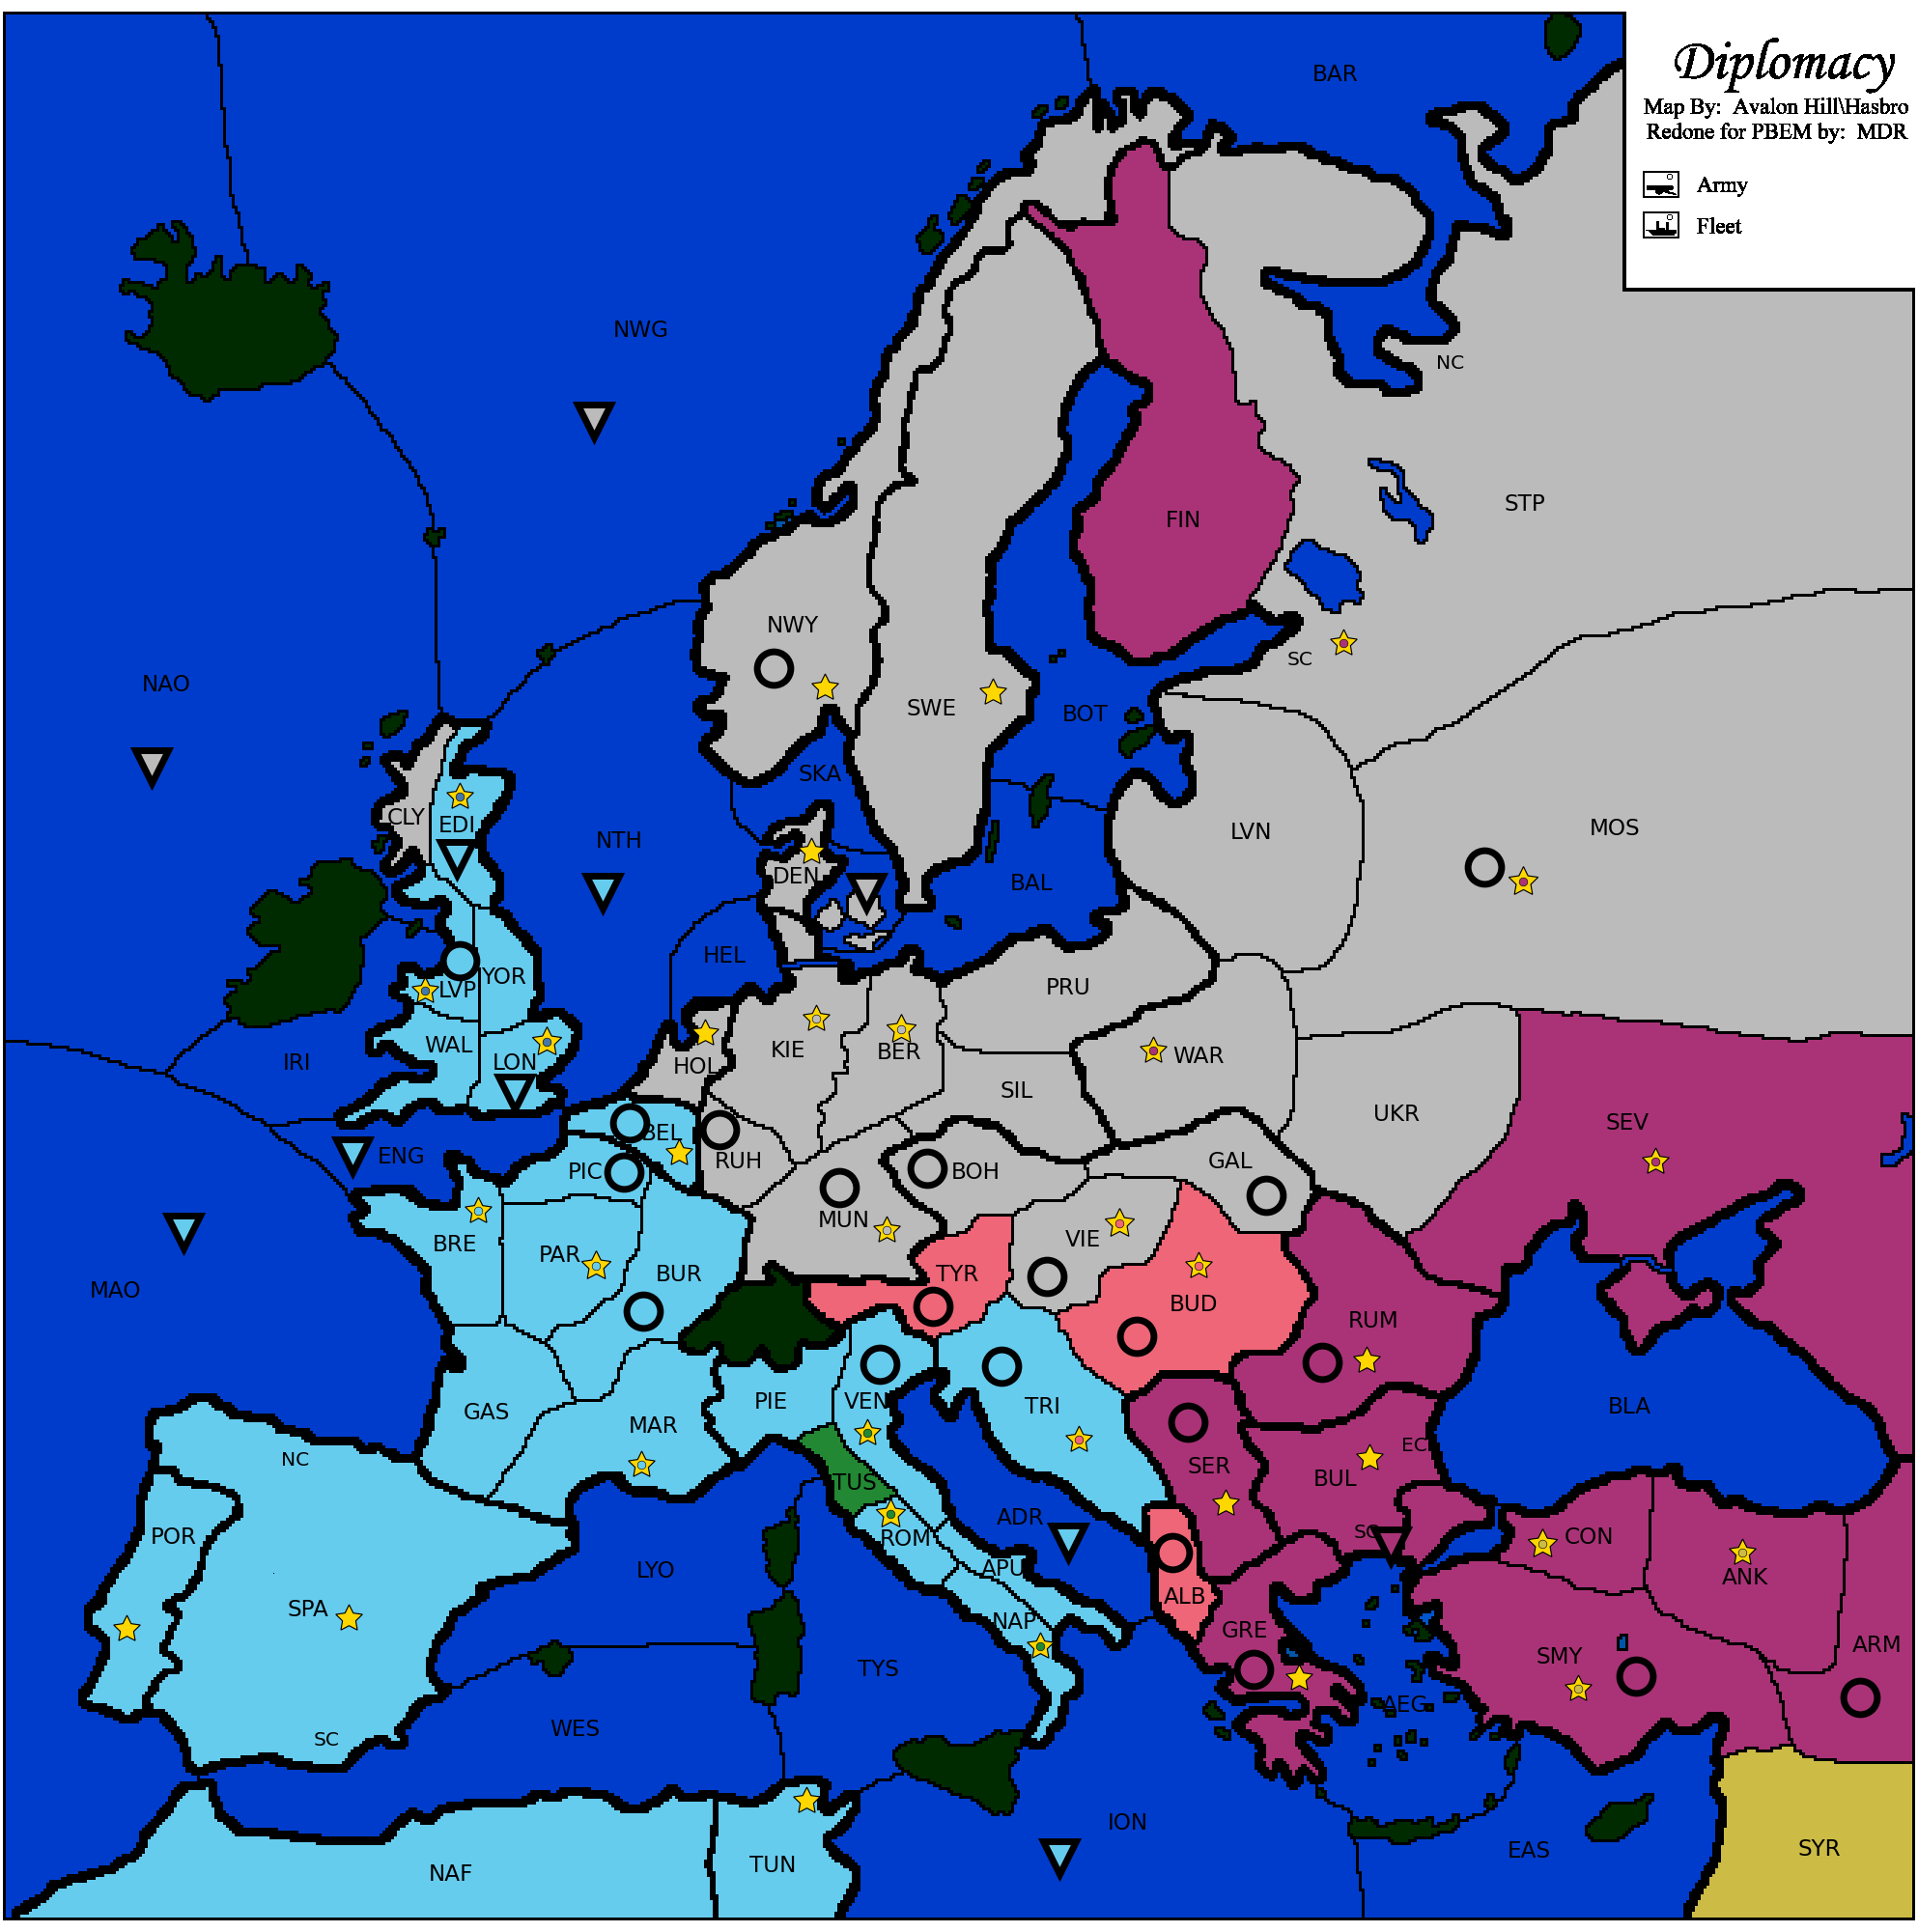 Diplomacy
BAR
Map By:  Avalon Hill\Hasbro
Redone for PBEM by:  MDR
Army
Fleet
NWG
NC
STP
FIN
NWY
SC
NAO
SWE
BOT
SKA
CLY
EDI
NTH
LVN
MOS
DEN
BAL
HEL
YOR
LVP
PRU
WAL
IRI
LON
KIE
BER
HOL
WAR
SIL
UKR
SEV
BEL
ENG
PIC
RUH
BOH
GAL
MUN
BRE
PAR
BUR
VIE
TYR
MAO
BUD
RUM
GAS
MAR
PIE
VEN
TRI
BLA
NC
EC
SER
BUL
TUS
POR
ADR
ROM
SC
CON
LYO
APU
ANK
SPA
NAP
ALB
GRE
SMY
ARM
TYS
AEG
WES
SC
ION
EAS
SYR
NAF
TUN